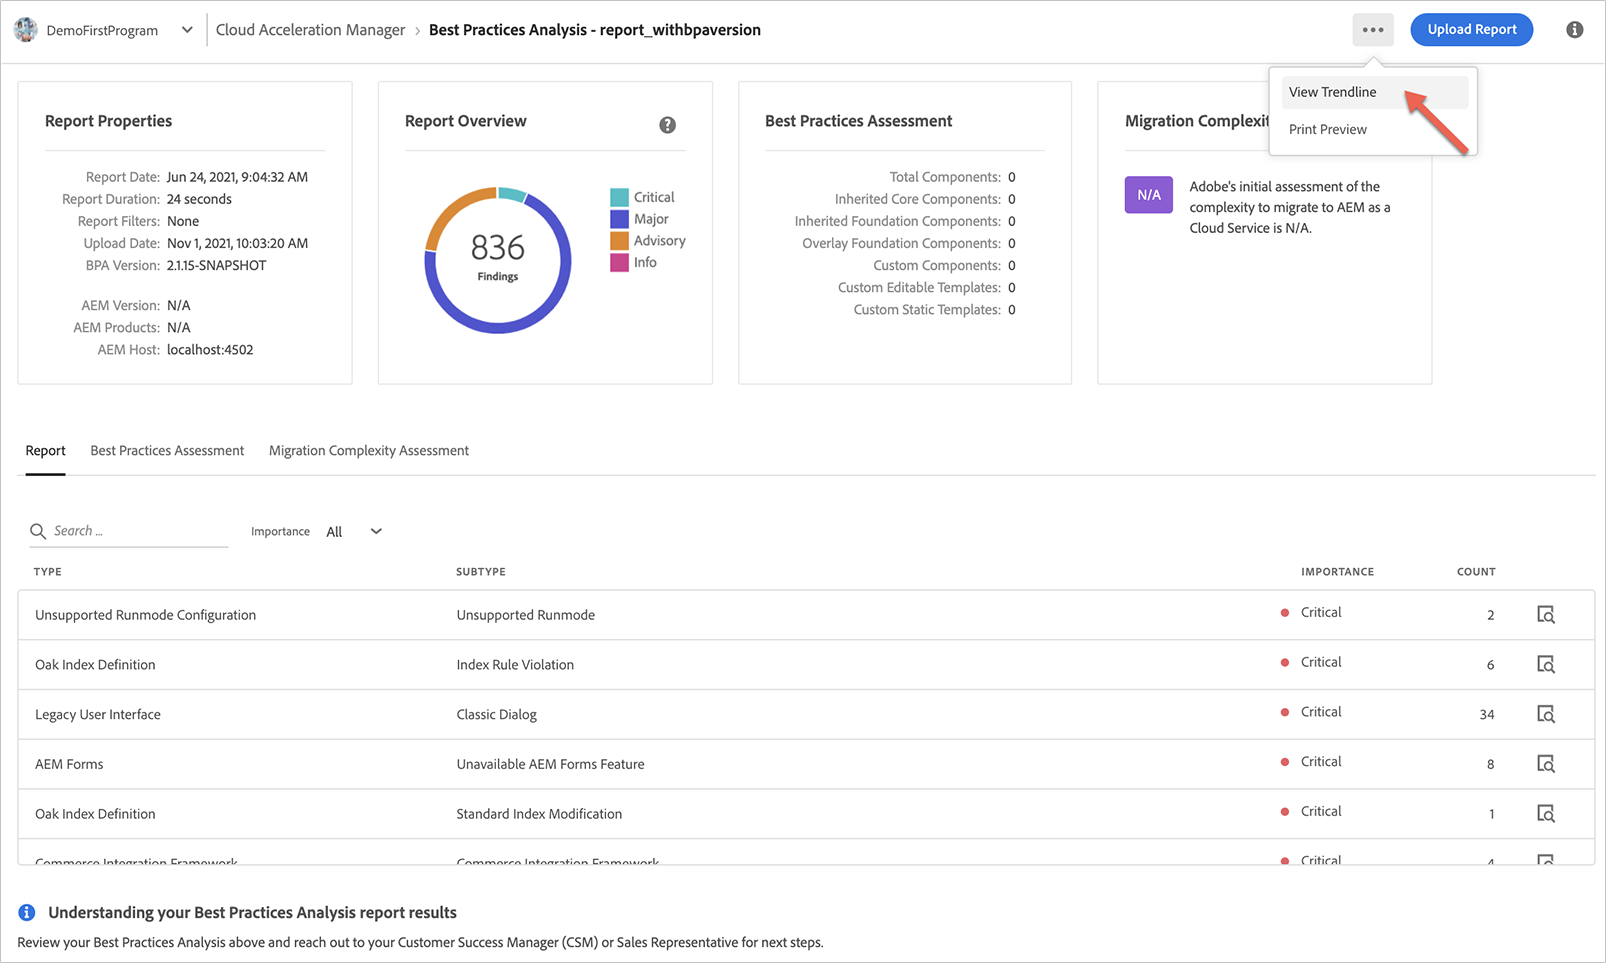 DemoFirstProgram
Cloud Acceleration Manager › Best Practices Analysis - report_withbpaversion
Upload Report
View Trendline
Print Preview
Report Properties
Report Date: Jun 24, 2021, 9:04:32 AM
Report Duration: 24 seconds
Report Filters: None
Upload Date: Nov 1, 2021, 10:03:20 AM
BPA Version: 2.1.15-SNAPSHOT
AEM Version: N/A
AEM Products: N/A
AEM Host: localhost:4502
Report Overview
836
Findings
Critical
Major
Advisory
Info
Best Practices Assessment
Total Components: 0
Inherited Core Components: 0
Inherited Foundation Components: 0
Overlay Foundation Components: 0
Custom Components: 0
Custom Editable Templates: 0
Custom Static Templates: 0
Migration Complexit
N/A
Adobe's initial assessment of the
complexity to migrate to AEM as a
Cloud Service is N/A.
Report Best Practices Assessment Migration Complexity Assessment
Search ... Importance All
TYPE SUBTYPE IMPORTANCE COUNT
Unsupported Runmode Configuration Unsupported Runmode Critical 2
Oak Index Definition Index Rule Violation Critical 6
Legacy User Interface Classic Dialog Critical 34
AEM Forms Unavailable AEM Forms Feature Critical 8
Oak Index Definition Standard Index Modification Critical 1
Commerce Integration Framework Commerce Integration Framework Critical 4
Understanding your Best Practices Analysis report results
Review your Best Practices Analysis above and reach out to your Customer Success Manager (CSM) or Sales Representative for next steps.